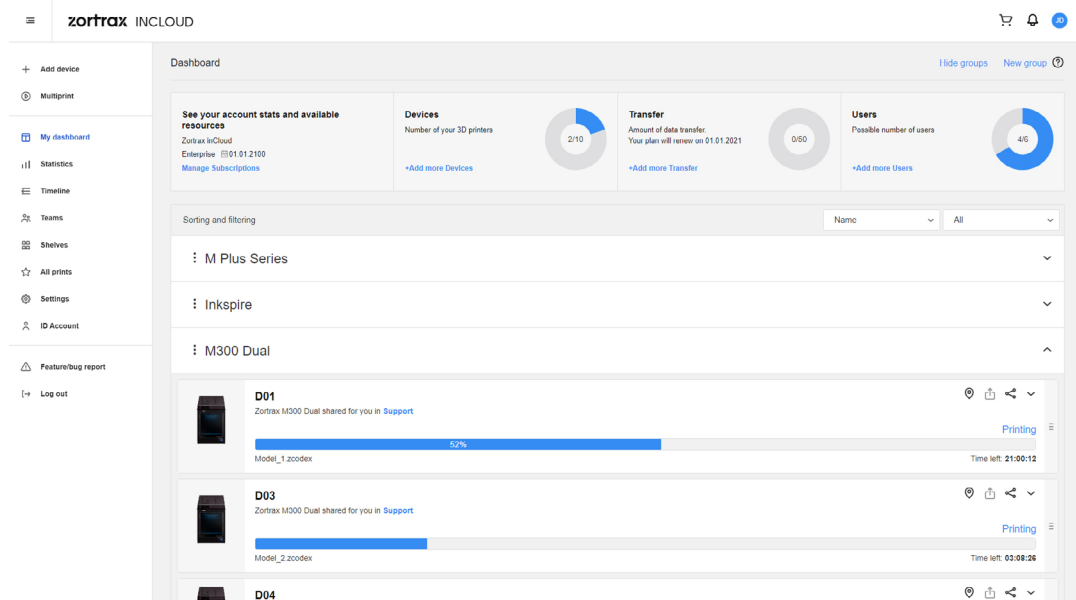 zortrax INCLOUD
JD
Add device
Multiprint
My dashboard
Statistics
Timeline
Teams
Shelves
All prints
Settings
ID Account
Feature/bug report
Log out
Dashboard
Hide groups
New group
See your account stats and available
resources
Zortrax inCloud
Enterprise 01.01.2100
Manage Subscriptions
Devices
Number of your 3D printers
+Add more Devices
2/10
Transfer
Amount of data transfer.
Your plan will renew on 01.01.2021
+Add more Transfer
0/50
Users
Possible number of users
+Add more Users
4/6
Sorting and filtering
Name
All
M Plus Series
Inkspire
M300 Dual
D01
Zortrax M300 Dual shared for you in Support
Printing
52%
Model_1.zcodex
Time left: 21:00:12
D03
Zortrax M300 Dual shared for you in Support
Printing
Model_2.zcodex
Time left: 03:08:26
D04